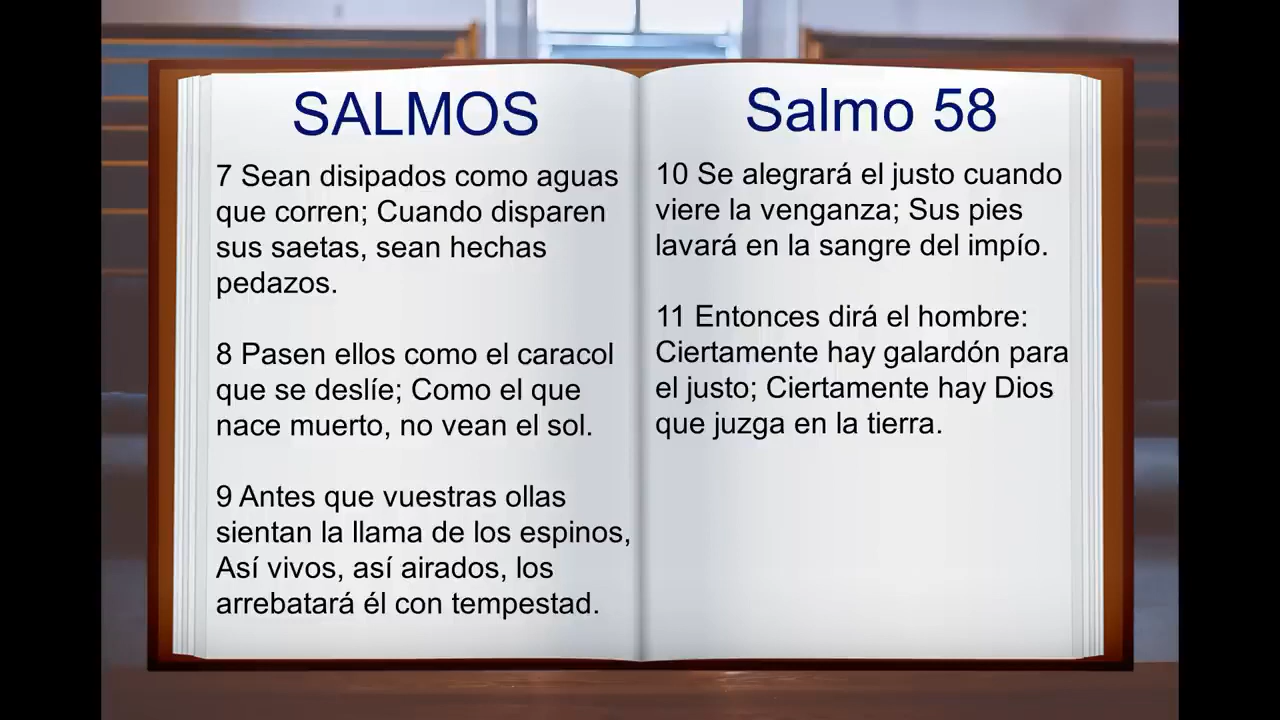 SALMOS
7 Sean disipados como aguas
que corren; Cuando disparen
sus saetas, sean hechas
pedazos.
8 Pasen ellos como el caracol
que se deslíe; Como el que
nace muerto, no vean el sol.
9 Antes que vuestras ollas
sientan la llama de los espinos,
Así vivos, así airados, los
arrebatará él con tempestad.
Salmo 58
10 Se alegrará el justo cuando
viere la venganza; Sus pies
lavará en la sangre del impío.
11 Entonces dirá el hombre:
Ciertamente hay galardón para
el justo; Ciertamente hay Dios
que juzga en la tierra.